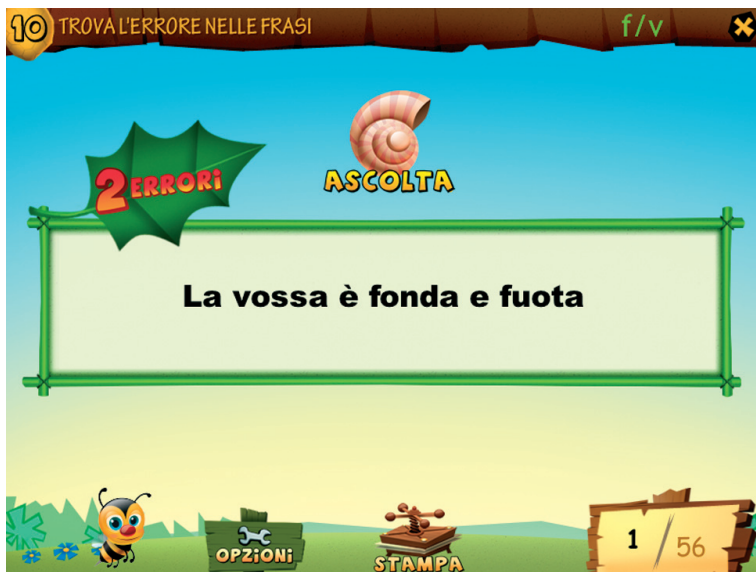 10 TROVA L'ERRORE NELLE FRASI
f/v
2 ERRORI
ASCOLTA
La vossa è fonda e fuota
OPZIONI
STAMPA
1 / 56